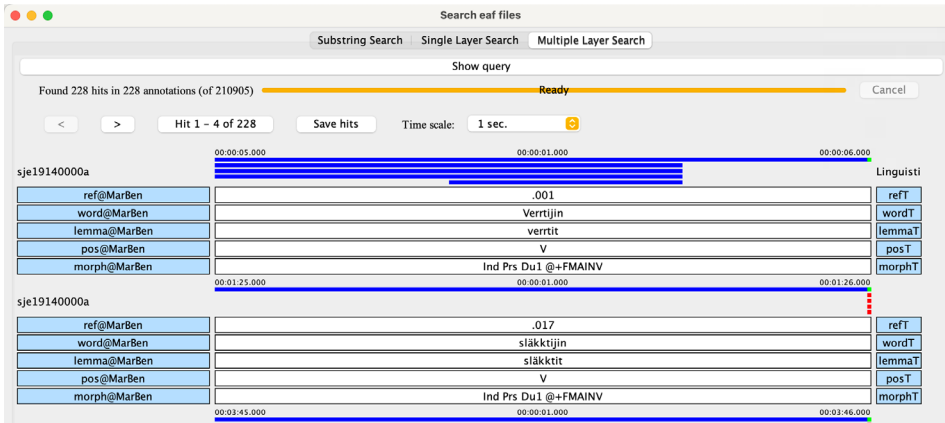 Search eaf files
Substring Search Single Layer Search Multiple Layer Search
Show query
Found 228 hits in 228 annotations (of 210905) Ready Cancel
< > Hit 1 – 4 of 228 Save hits Time scale: 1 sec.
00:00:05.000 00:00:01.000 00:00:06.000
sje19140000a Linguisti
ref@MarBen .001 refT
word@MarBen Verrtijin wordT
lemma@MarBen verrtit lemmaT
pos@MarBen V posT
morph@MarBen Ind Prs Du1 @+FMAINV morphT
00:01:25.000 00:00:01.000 00:01:26.000
sje19140000a
ref@MarBen .017 refT
word@MarBen släkktijin wordT
lemma@MarBen släkktit lemmaT
pos@MarBen V posT
morph@MarBen Ind Prs Du1 @+FMAINV morphT
00:03:45.000 00:00:01.000 00:03:46.000